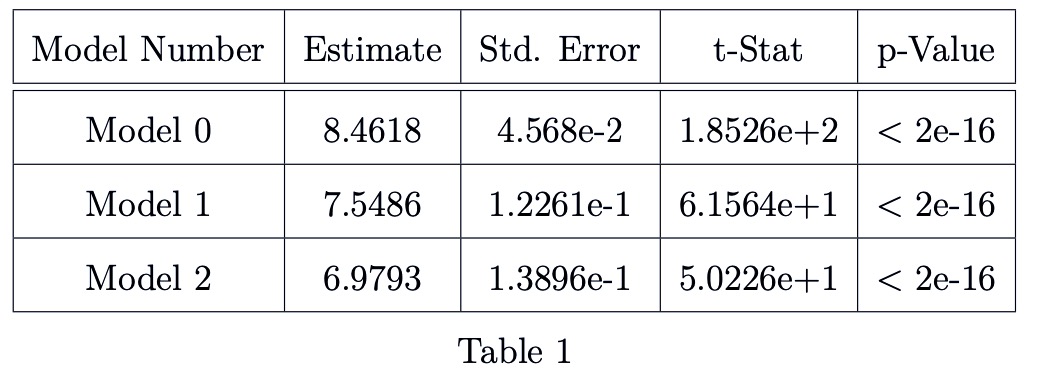 Model Number Estimate Std. Error t-Stat p-Value
Model 0 8.4618 4.568e-2 1.8526e+2 < 2e-16
Model 1 7.5486 1.2261e-1 6.1564e+1 < 2e-16
Model 2 6.9793 1.3896e-1 5.0226e+1 < 2e-16
Table 1